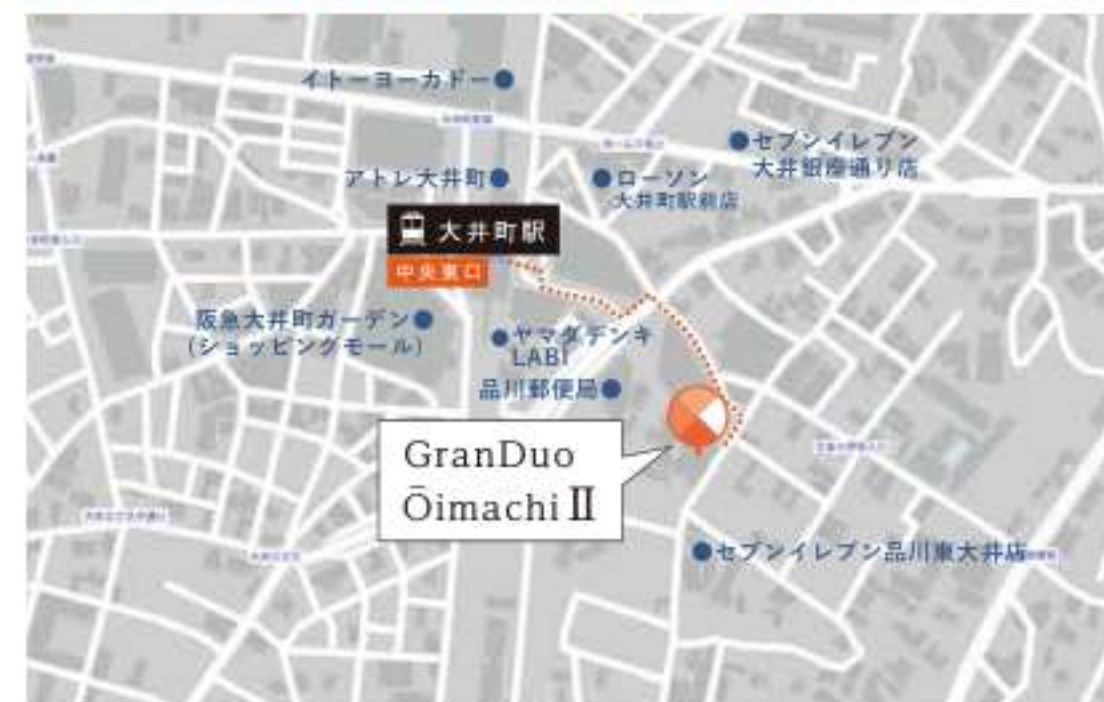 イトーヨーカドー
セブンイレブン
大井銀座通り店
アトレ大井町
ローソン
大井町駅前店
大井町駅
中央東口
阪急大井町ガーデン
(ショッピングモール)
ヤマダデンキ
LABI
品川郵便局
GranDuo
Ōimachi II
セブンイレブン品川東大井店